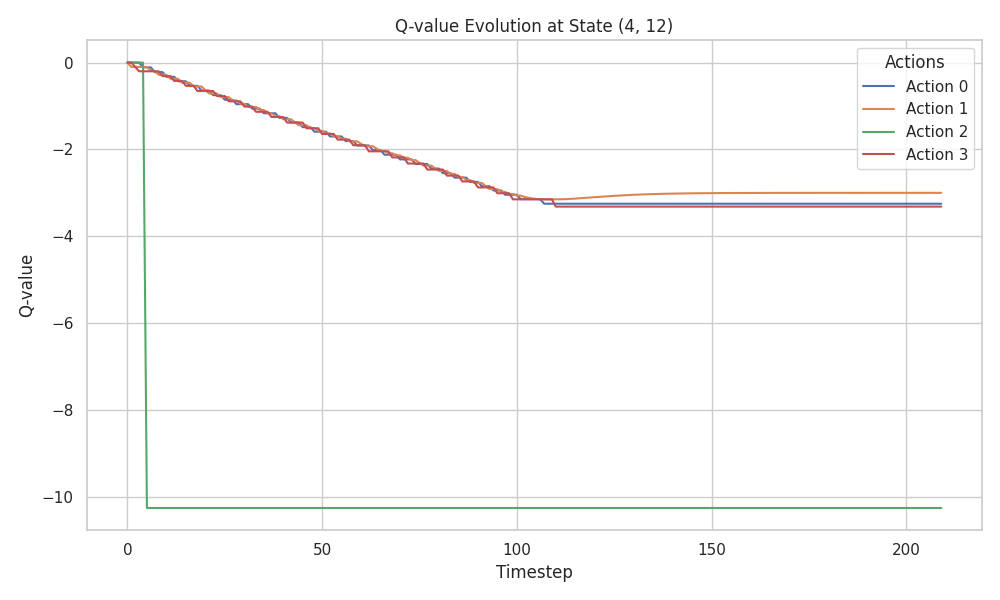 Q-value Evolution at State (4, 12)
Actions
Action 0
Action 1
Action 2
Action 3
Q-value
0
−2
−4
−6
−8
−10
0 50 100 150 200
Timestep